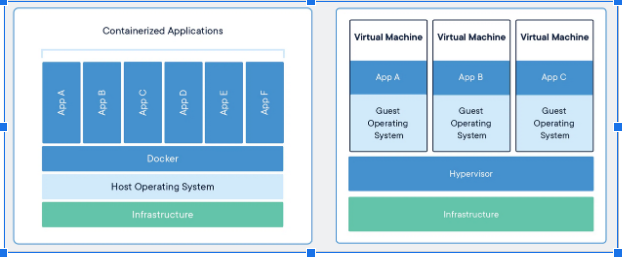 Containerized Applications
App A
App B
App C
App D
App E
App F
Docker
Host Operating System
Infrastructure
Virtual Machine
App A
Guest
Operating
System
Virtual Machine
App B
Guest
Operating
System
Virtual Machine
App C
Guest
Operating
System
Hypervisor
Infrastructure